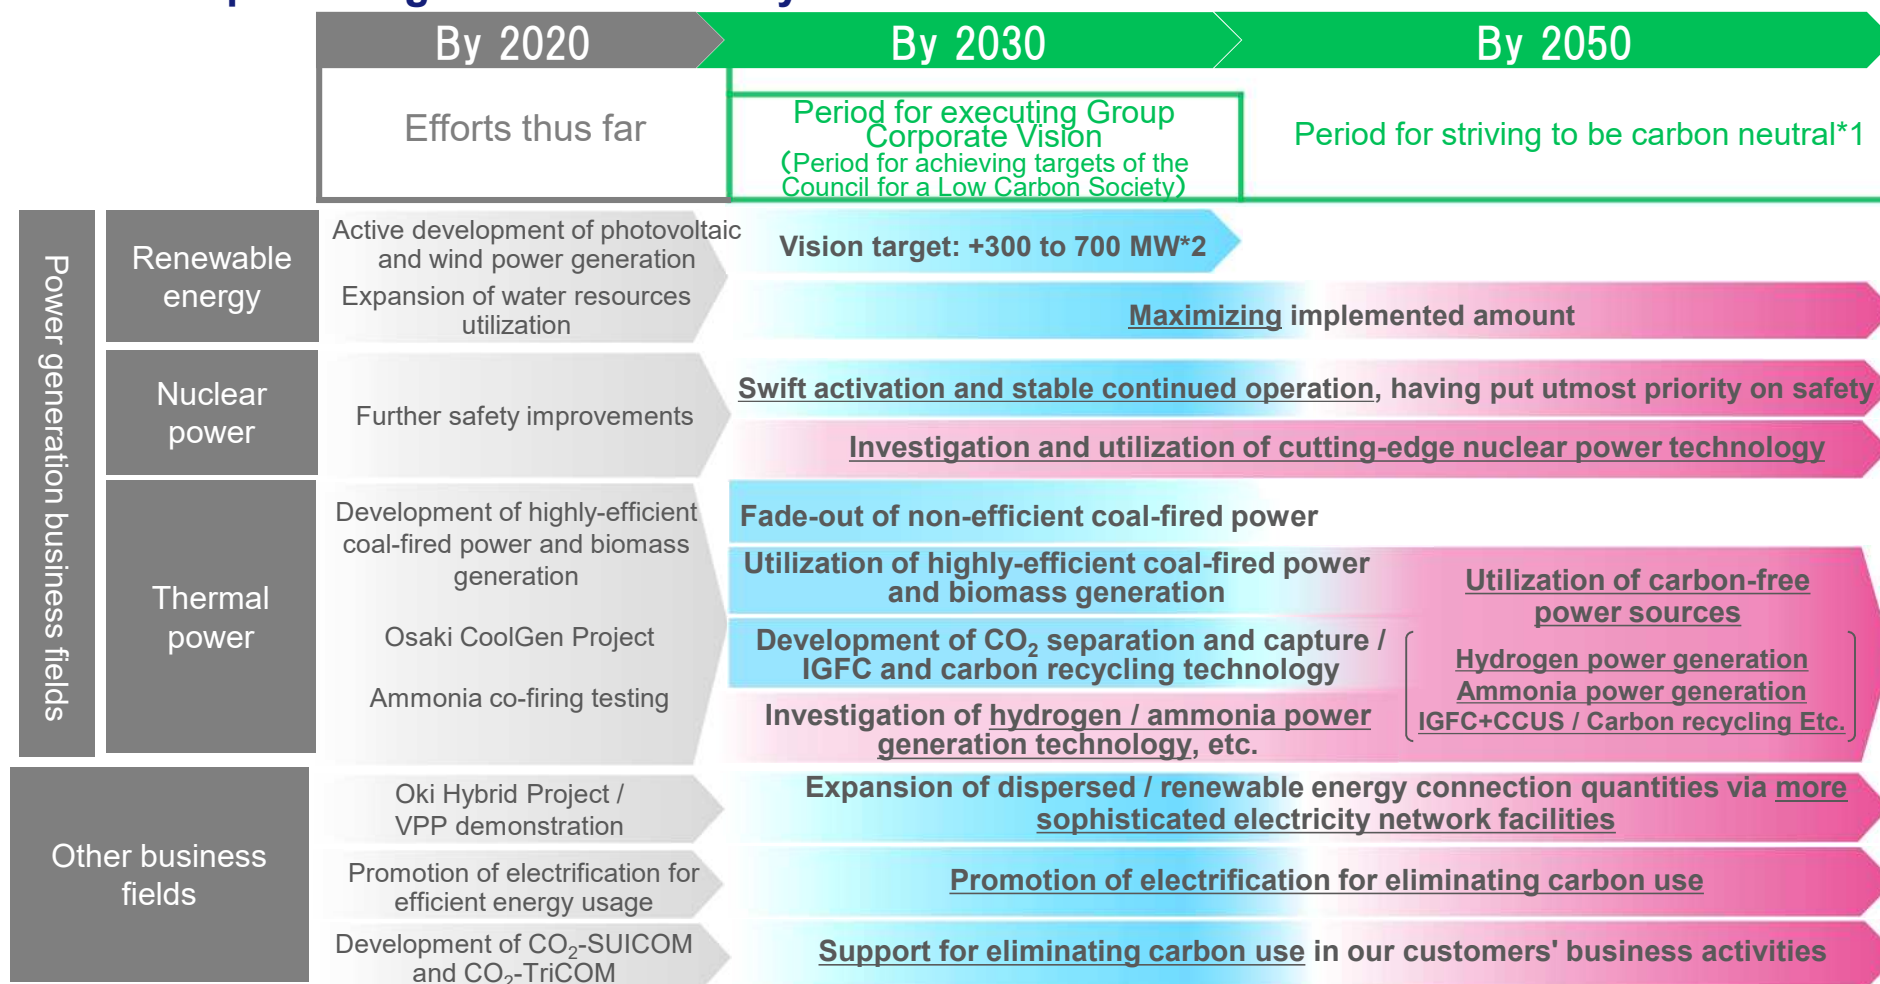 By 2020
By 2030
By 2050
Efforts thus far
Period for executing Group
Corporate Vision
(Period for achieving targets of the
Council for a Low Carbon Society)
Period for striving to be carbon neutral*1
Power generation business fields
Renewable
energy
Active development of photovoltaic
and wind power generation
Expansion of water resources
utilization
Vision target: +300 to 700 MW*2
Maximizing implemented amount
Nuclear
power
Further safety improvements
Swift activation and stable continued operation, having put utmost priority on safety
Investigation and utilization of cutting-edge nuclear power technology
Thermal
power
Development of highly-efficient
coal-fired power and biomass
generation
Osaki CoolGen Project
Ammonia co-firing testing
Fade-out of non-efficient coal-fired power
Utilization of highly-efficient coal-fired power
and biomass generation
Development of CO₂ separation and capture /
IGFC and carbon recycling technology
Investigation of hydrogen / ammonia power
generation technology, etc.
Utilization of carbon-free
power sources
Hydrogen power generation
Ammonia power generation
IGFC+CCUS / Carbon recycling Etc.
Other business
fields
Oki Hybrid Project /
VPP demonstration
Expansion of dispersed / renewable energy connection quantities via more
sophisticated electricity network facilities
Promotion of electrification for
efficient energy usage
Promotion of electrification for eliminating carbon use
Development of CO₂-SUICOM
and CO₂-TriCOM
Support for eliminating carbon use in our customers' business activities